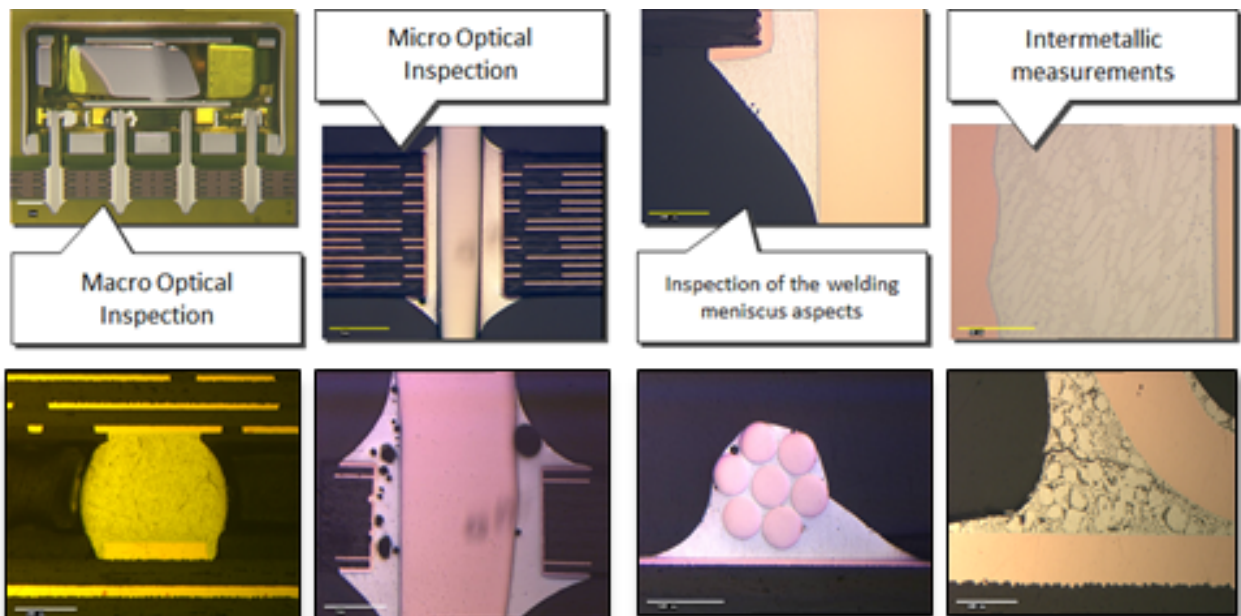 Macro Optical
Inspection
Micro Optical
Inspection
Inspection of the welding
meniscus aspects
Intermetallic
measurements